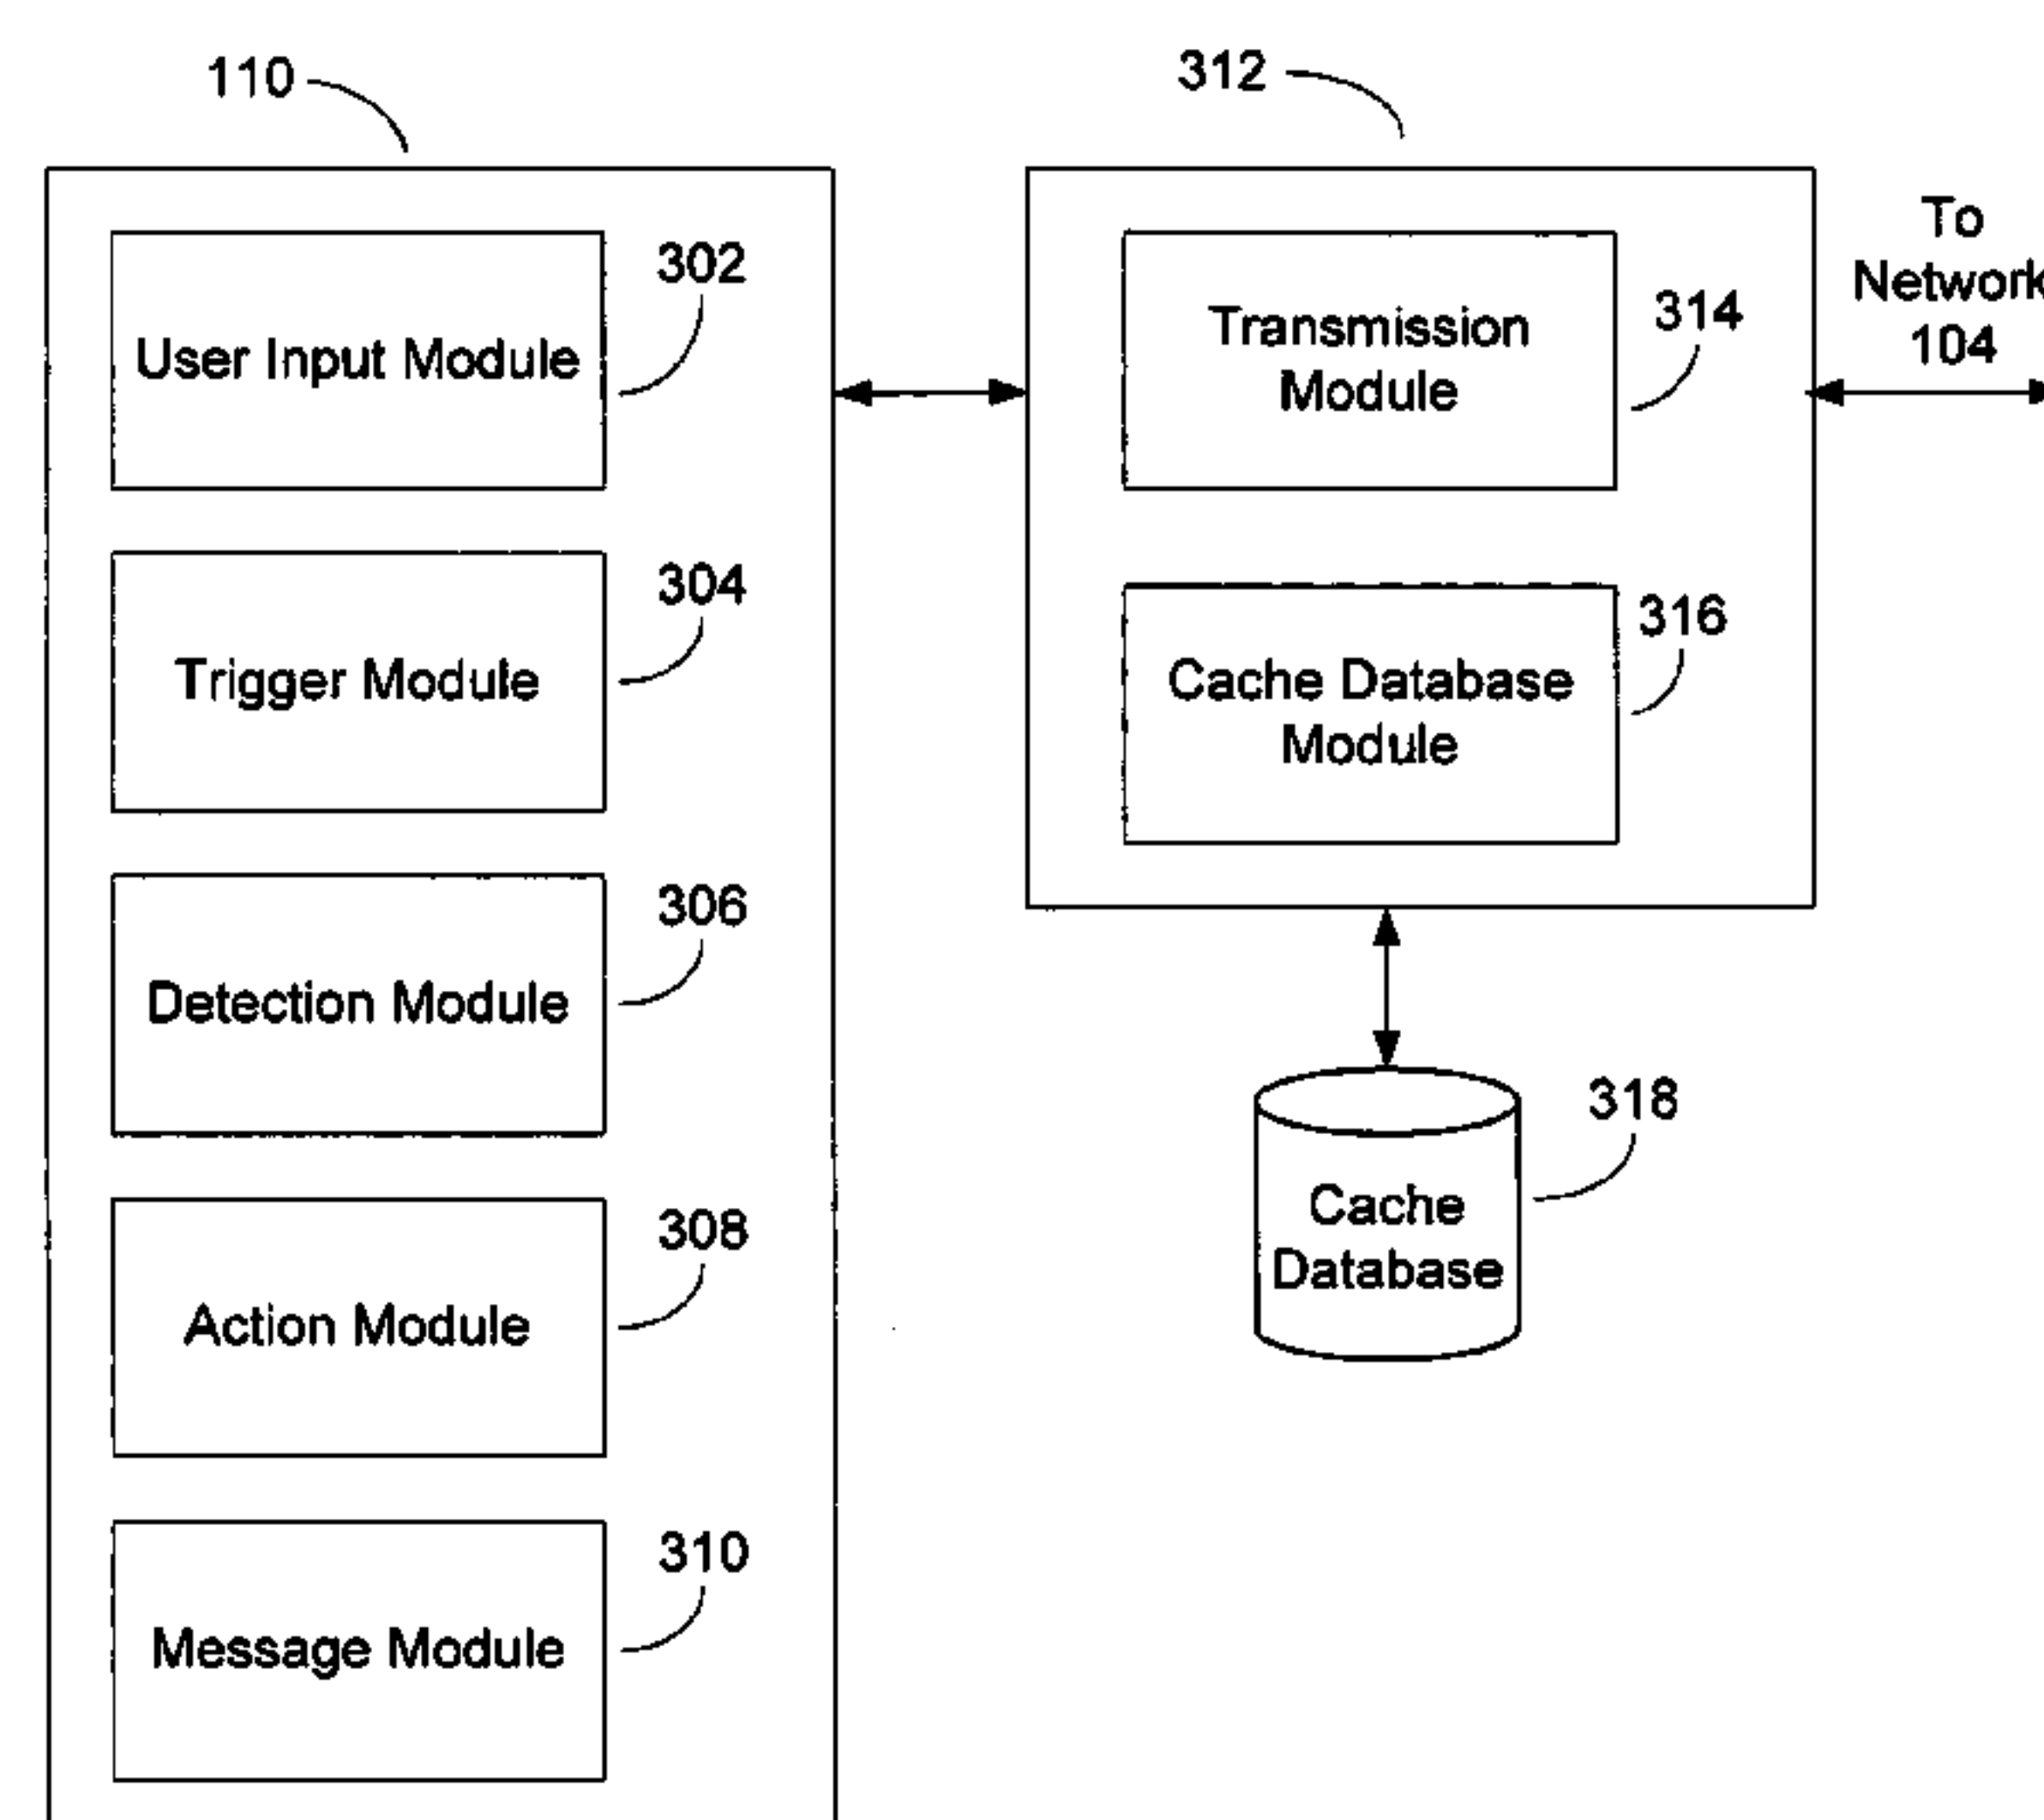 110
302
User Input Module
304
Trigger Module
306
Detection Module
308
Action Module
310
Message Module
312
Transmission
Module
314
316
Cache Database
Module
To
Network
104
318
Cache
Database